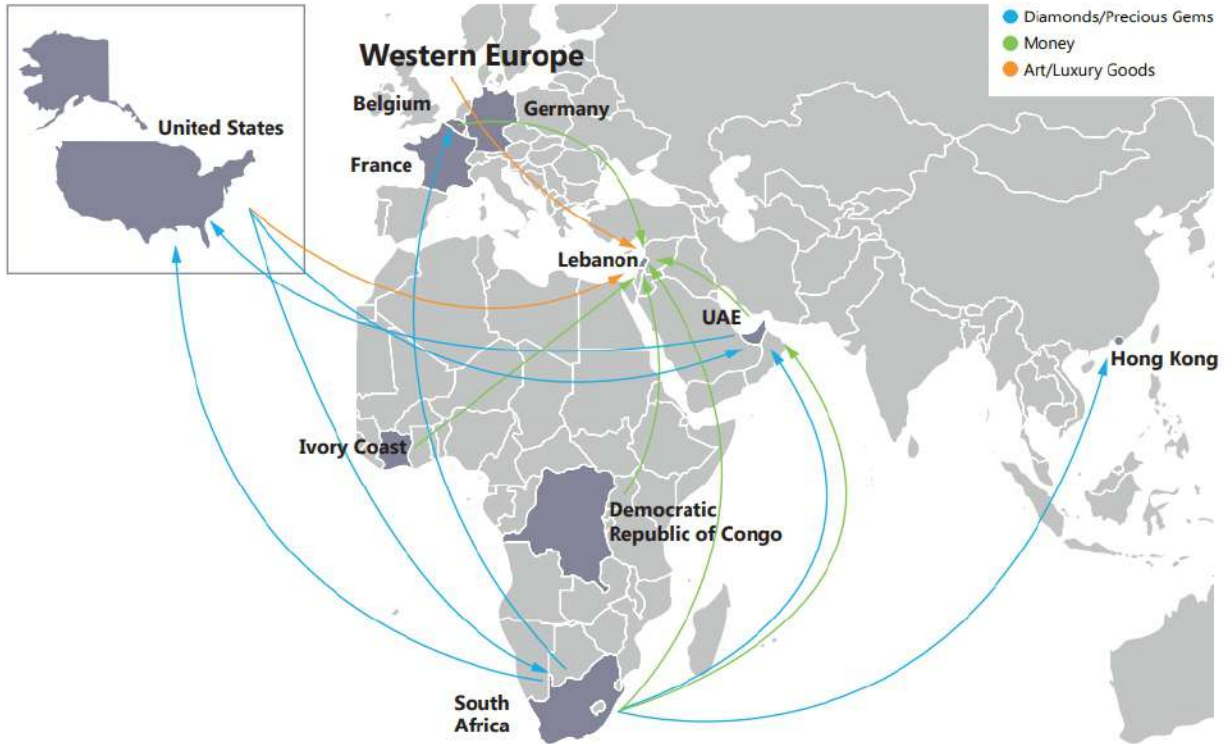 Diamonds/Precious Gems
Money
Art/Luxury Goods
Western Europe
Belgium
Germany
United States
France
Lebanon
UAE
Hong Kong
Ivory Coast
Democratic
Republic of Congo
South
Africa